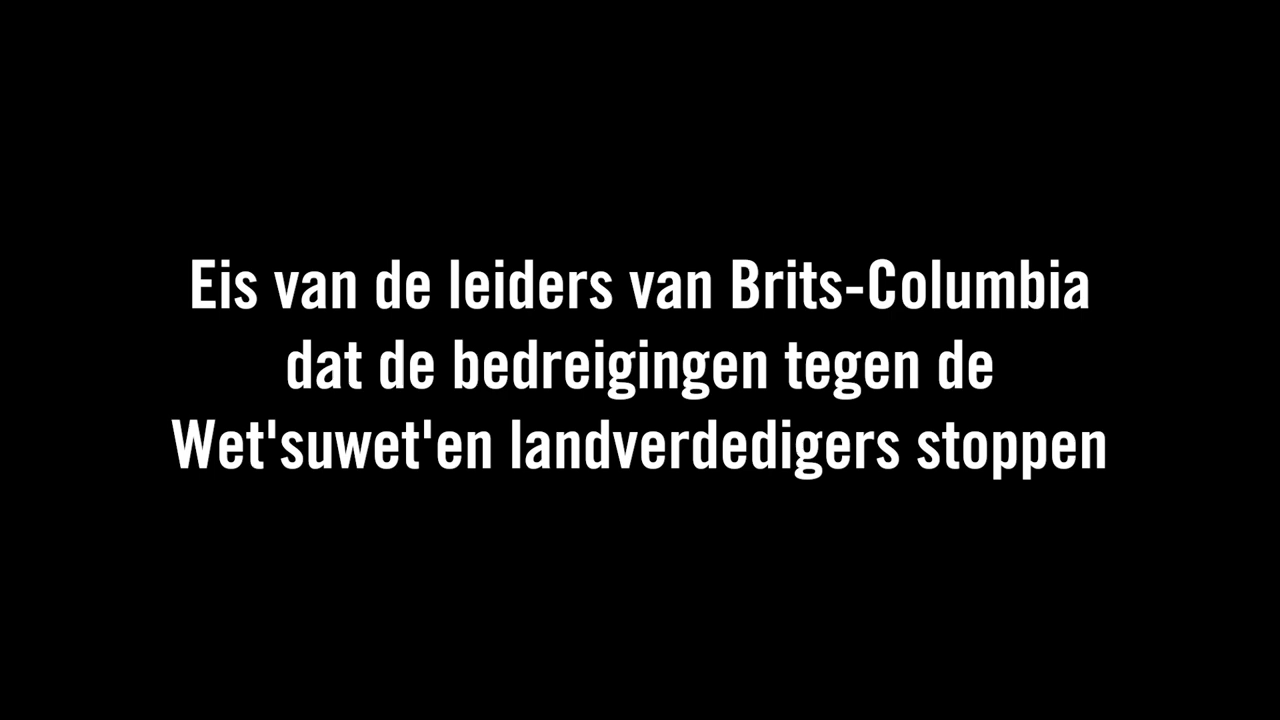 Eis van de leiders van Brits-Columbia
dat de bedreigingen tegen de
Wet'suwet'en landverdedigers stoppen